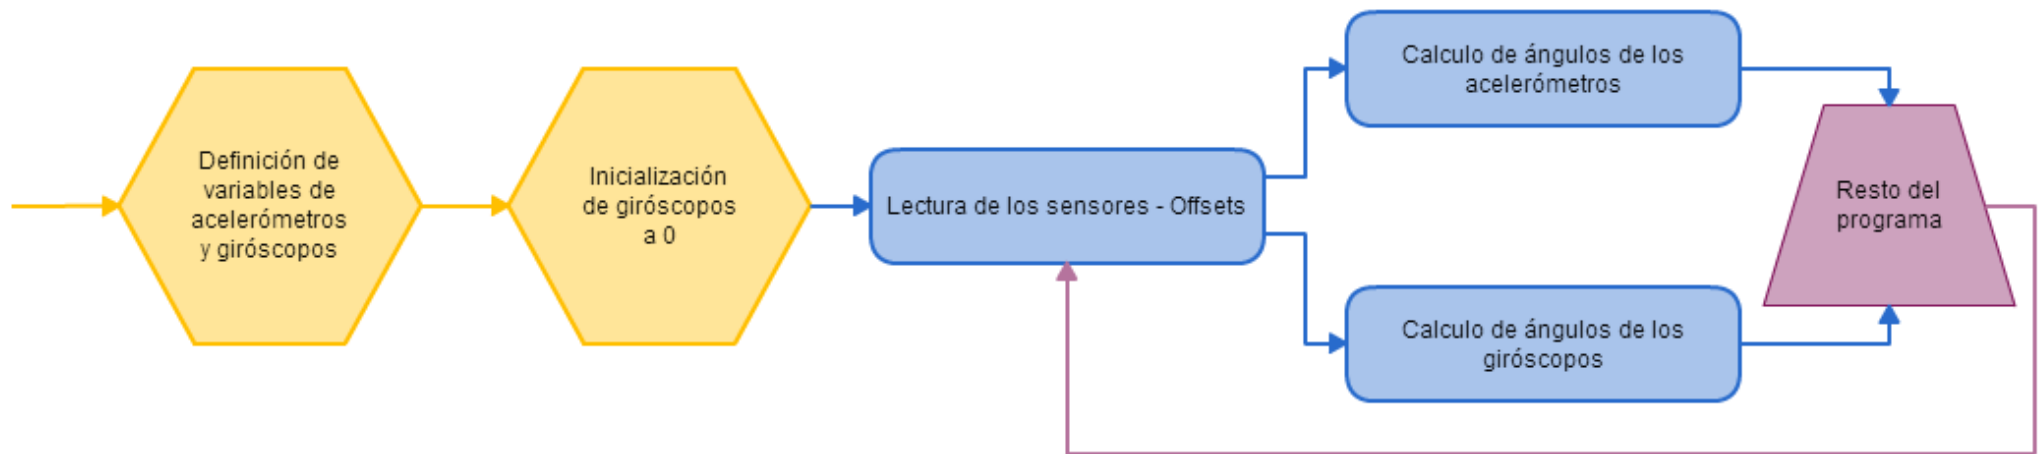 Definición de
variables de
acelerómetros
y giróscopos
Inicialización
de giróscopos
a 0
Lectura de los sensores - Offsets
Calculo de ángulos de los
acelerómetros
Calculo de ángulos de los
giróscopos
Resto del
programa